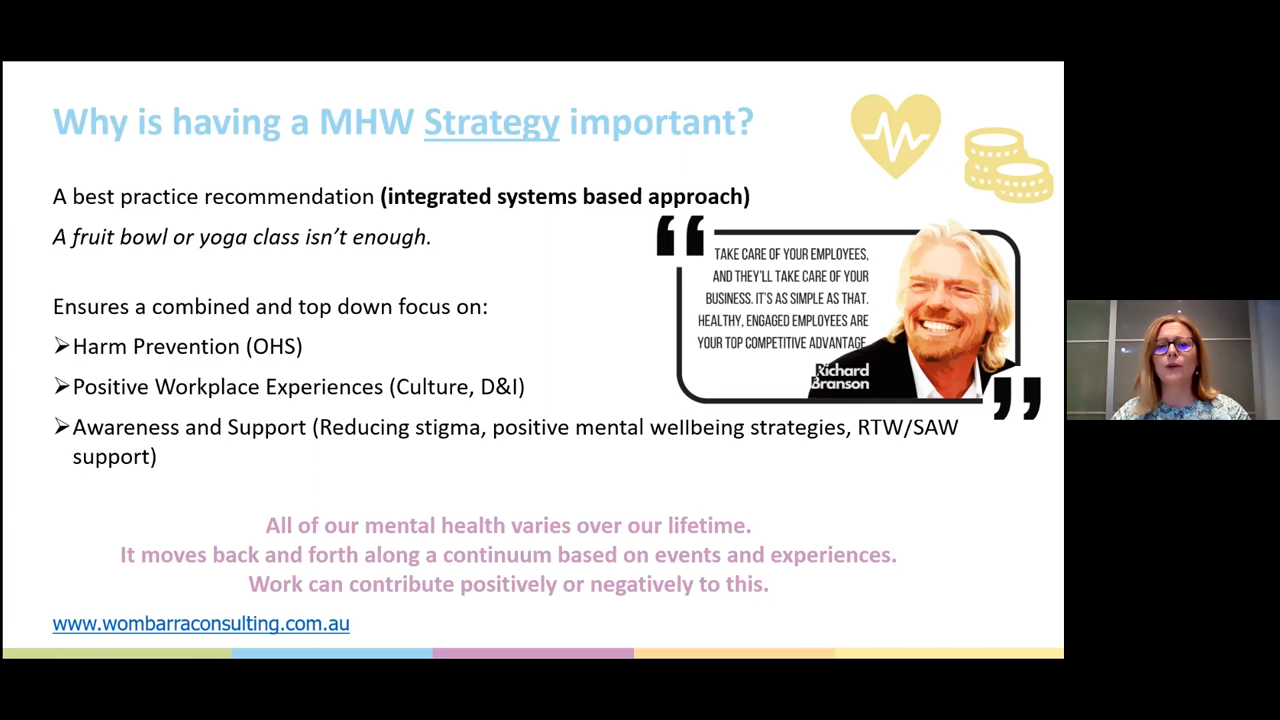 Why is having a MHW Strategy important?
A best practice recommendation (integrated systems based approach)
A fruit bowl or yoga class isn't enough.
TAKE CARE OF YOUR EMPLOYEES,
AND THEY'LL TAKE CARE OF YOUR
BUSINESS. IT'S AS SIMPLE AS THAT.
HEALTHY, ENGAGED EMPLOYEES ARE
YOUR TOP COMPETITIVE ADVANTAGE.
Richard
Branson
Ensures a combined and top down focus on:
➢Harm Prevention (OHS)
➢Positive Workplace Experiences (Culture, D&I)
➢Awareness and Support (Reducing stigma, positive mental wellbeing strategies, RTW/SAW
support)
All of our mental health varies over our lifetime.
It moves back and forth along a continuum based on events and experiences.
Work can contribute positively or negatively to this.
www.wombarraconsulting.com.au